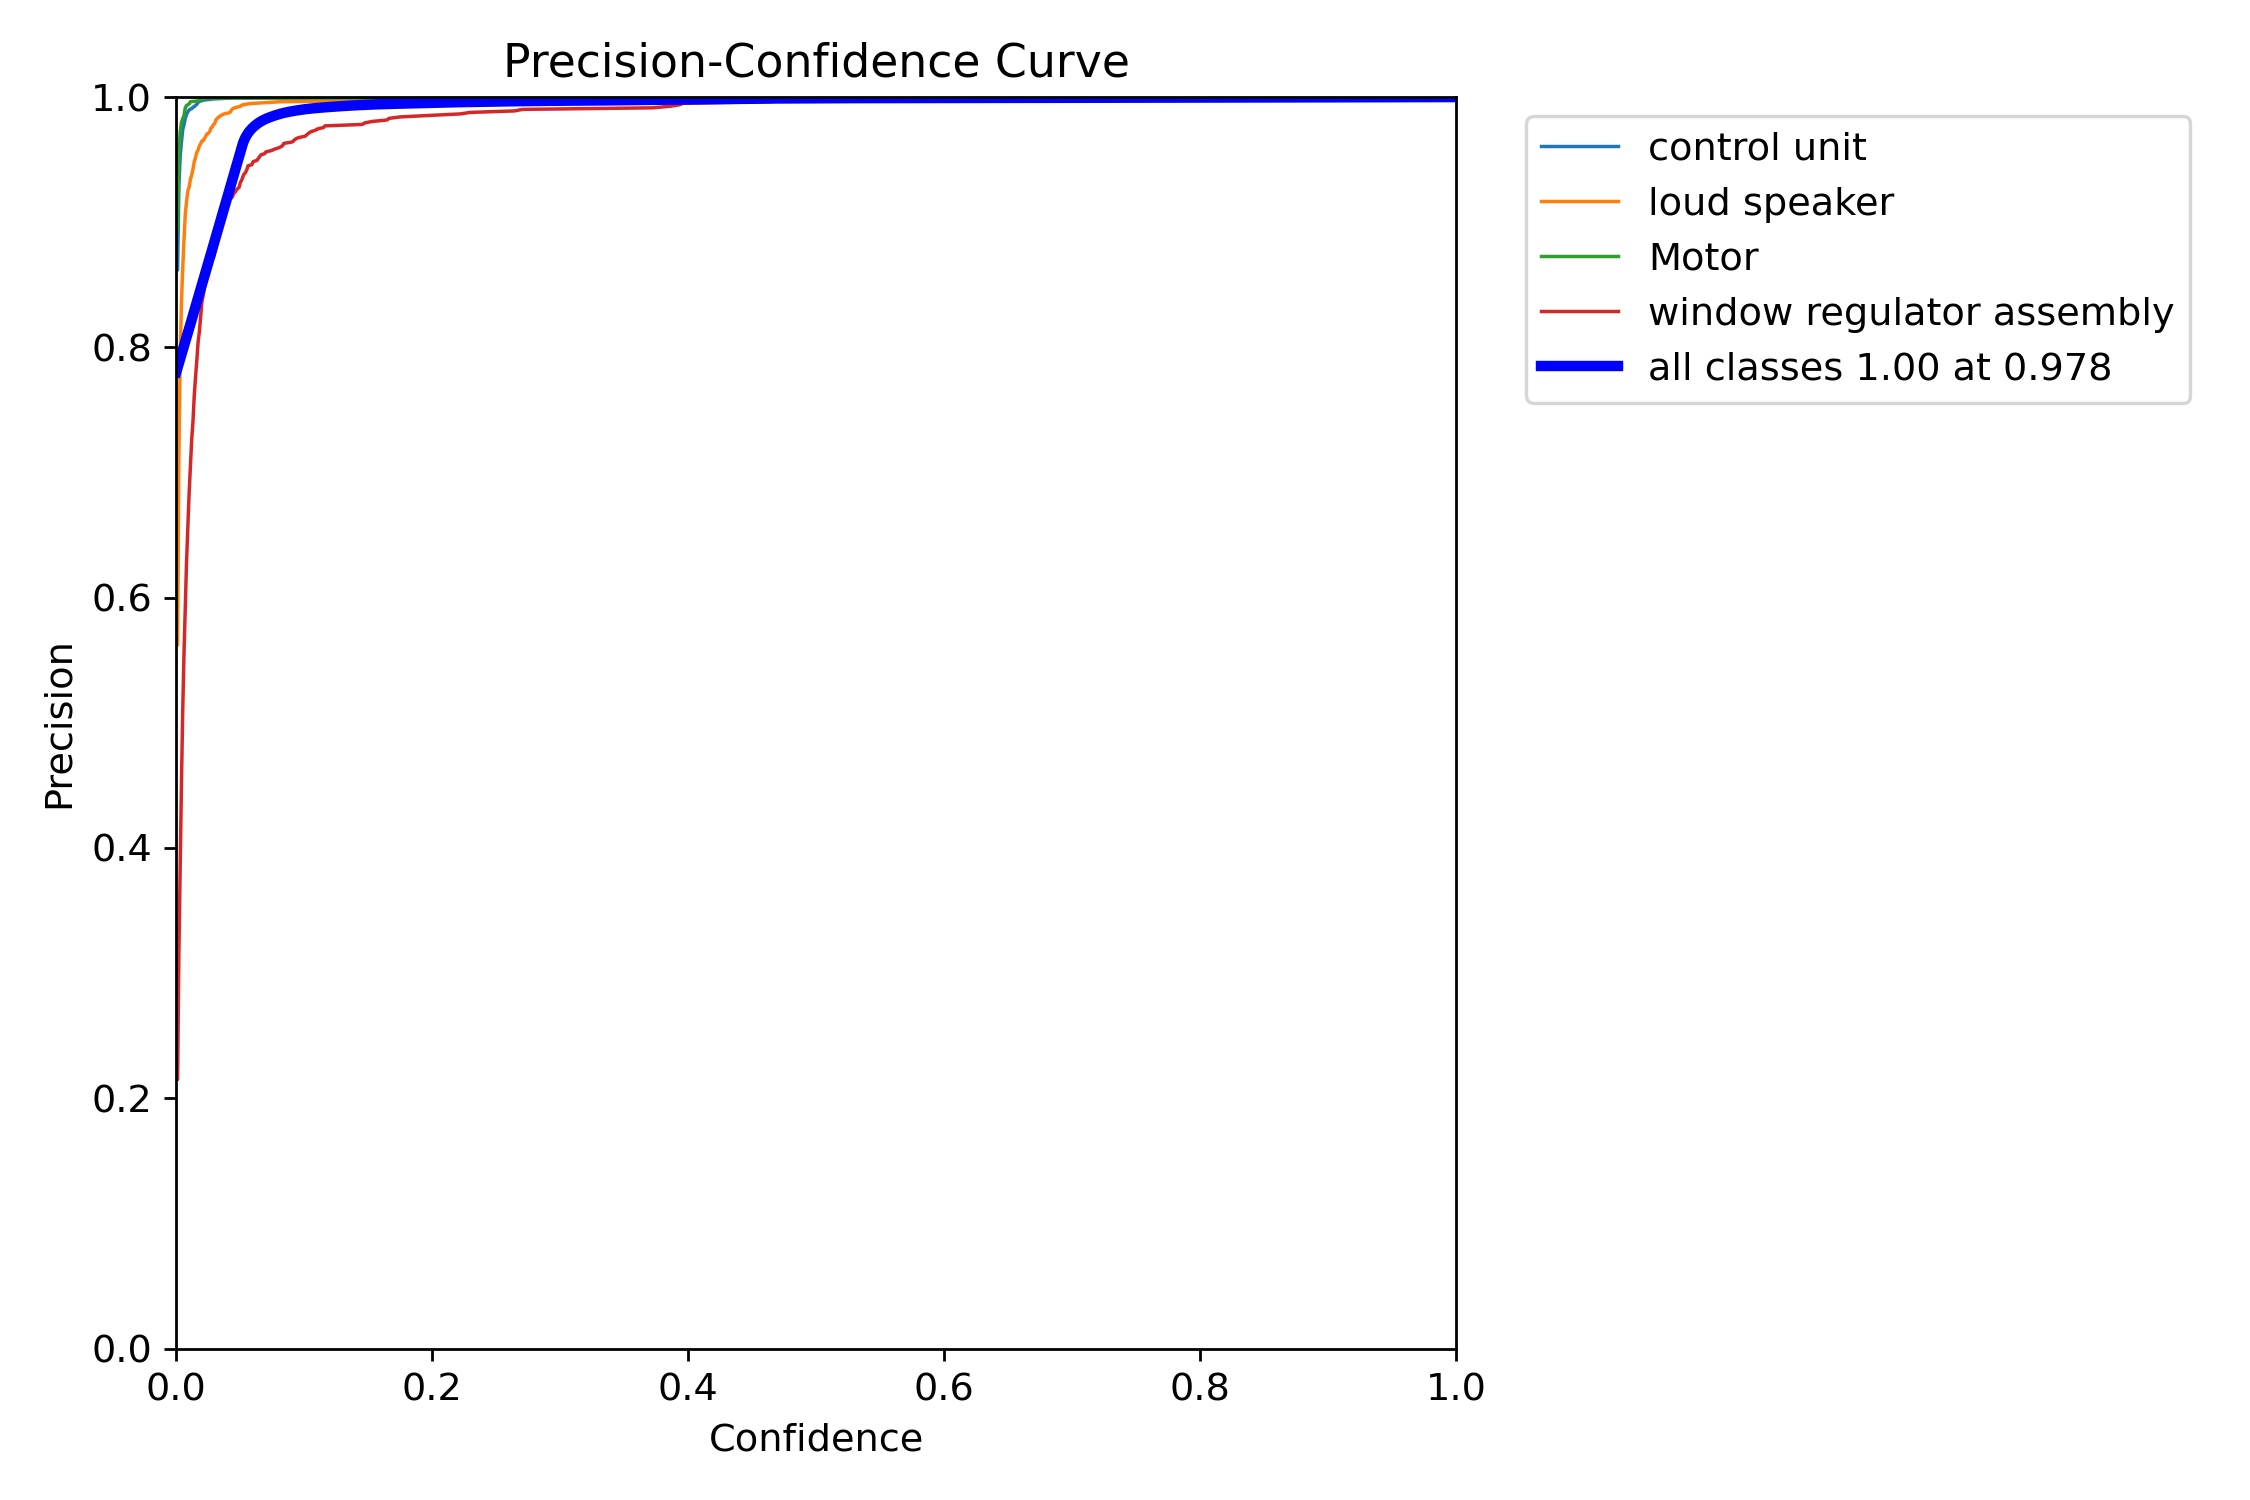 Precision-Confidence Curve
1.0
0.8
0.6
0.4
0.2
0.0
Precision
0.0 0.2 0.4 0.6 0.8 1.0
Confidence
control unit
loud speaker
Motor
window regulator assembly
all classes 1.00 at 0.978